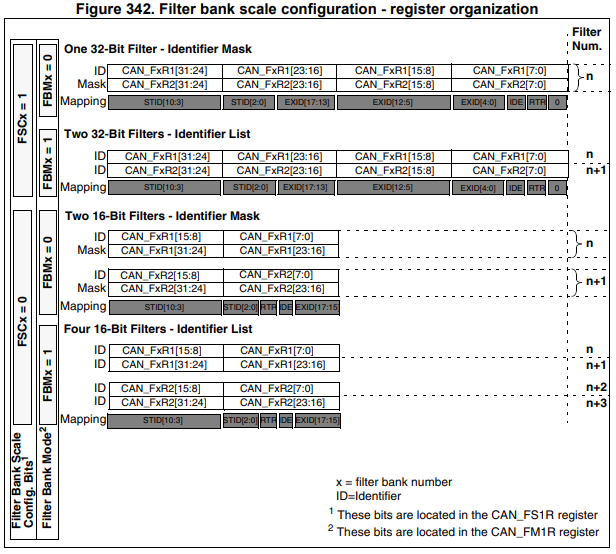 Figure 342. Filter bank scale configuration - register organization
Filter
Num.
One 32-Bit Filter - Identifier Mask
ID CAN_FxR1[31:24] CAN_FxR1[23:16] CAN_FxR1[15:8] CAN_FxR1[7:0]
n
Mask CAN_FxR2[31:24] CAN_FxR2[23:16] CAN_FxR2[15:8] CAN_FxR2[7:0]
Mapping STID[10:3] STID[2:0] EXID[17:13] EXID[12:5] EXID[4:0] IDE RTR 0
FBMx = 0
FSCx = 1
Two 32-Bit Filters - Identifier List
ID CAN_FxR1[31:24] CAN_FxR1[23:16] CAN_FxR1[15:8] CAN_FxR1[7:0] n
ID CAN_FxR2[31:24] CAN_FxR2[23:16] CAN_FxR2[15:8] CAN_FxR2[7:0] n+1
Mapping STID[10:3] STID[2:0] EXID[17:13] EXID[12:5] EXID[4:0] IDE RTR 0
FBMx = 1
Two 16-Bit Filters - Identifier Mask
ID CAN_FxR1[15:8] CAN_FxR1[7:0]
n
Mask CAN_FxR1[31:24] CAN_FxR1[23:16]
ID CAN_FxR2[15:8] CAN_FxR2[7:0]
n+1
Mask CAN_FxR2[31:24] CAN_FxR2[23:16]
Mapping STID[10:3] STID[2:0] RTR IDE EXID[17:15]
FBMx = 0
FSCx = 0
Four 16-Bit Filters - Identifier List
ID CAN_FxR1[15:8] CAN_FxR1[7:0] n
ID CAN_FxR1[31:24] CAN_FxR1[23:16] n+1
ID CAN_FxR2[15:8] CAN_FxR2[7:0] n+2
ID CAN_FxR2[31:24] CAN_FxR2[23:16] n+3
Mapping STID[10:3] STID[2:0] RTR IDE EXID[17:15]
FBMx = 1
Filter Bank Scale
Config. Bits¹
Filter Bank Mode²
x = filter bank number
ID=Identifier
¹ These bits are located in the CAN_FS1R register
² These bits are located in the CAN_FM1R register